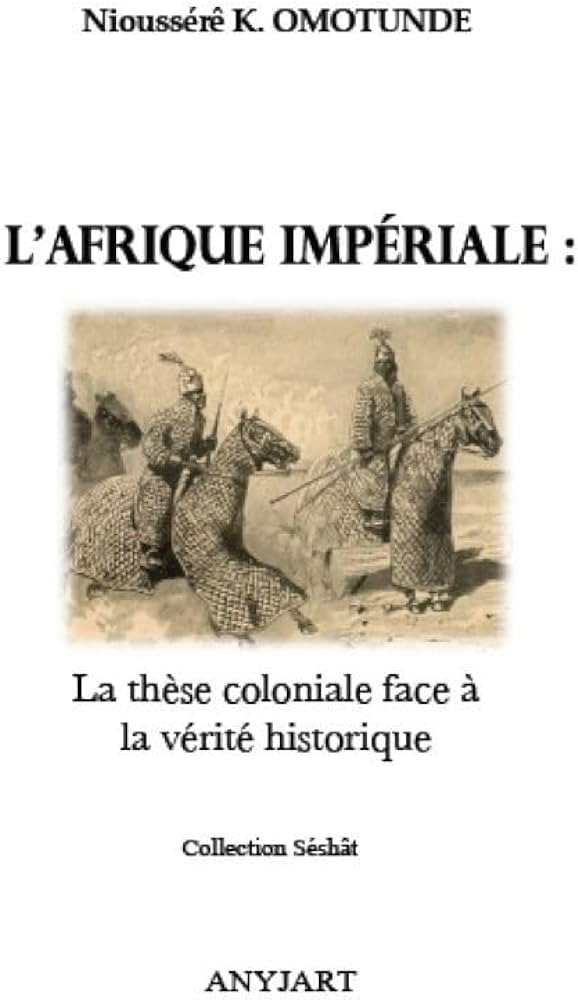 Nioussérê K. OMOTUNDE
L'AFRIQUE IMPÉRIALE :
La thèse coloniale face à
la vérité historique
Collection Séshât
ANYJART